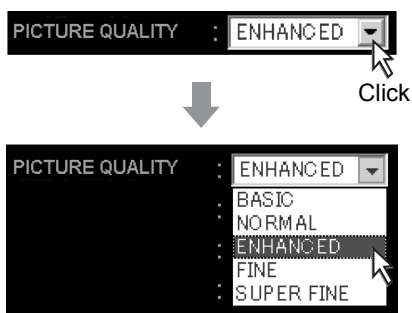 PICTURE QUALITY : ENHANCED
Click
PICTURE QUALITY : ENHANCED
: BASIC
NORMAL
: ENHANCED
FINE
: SUPER FINE